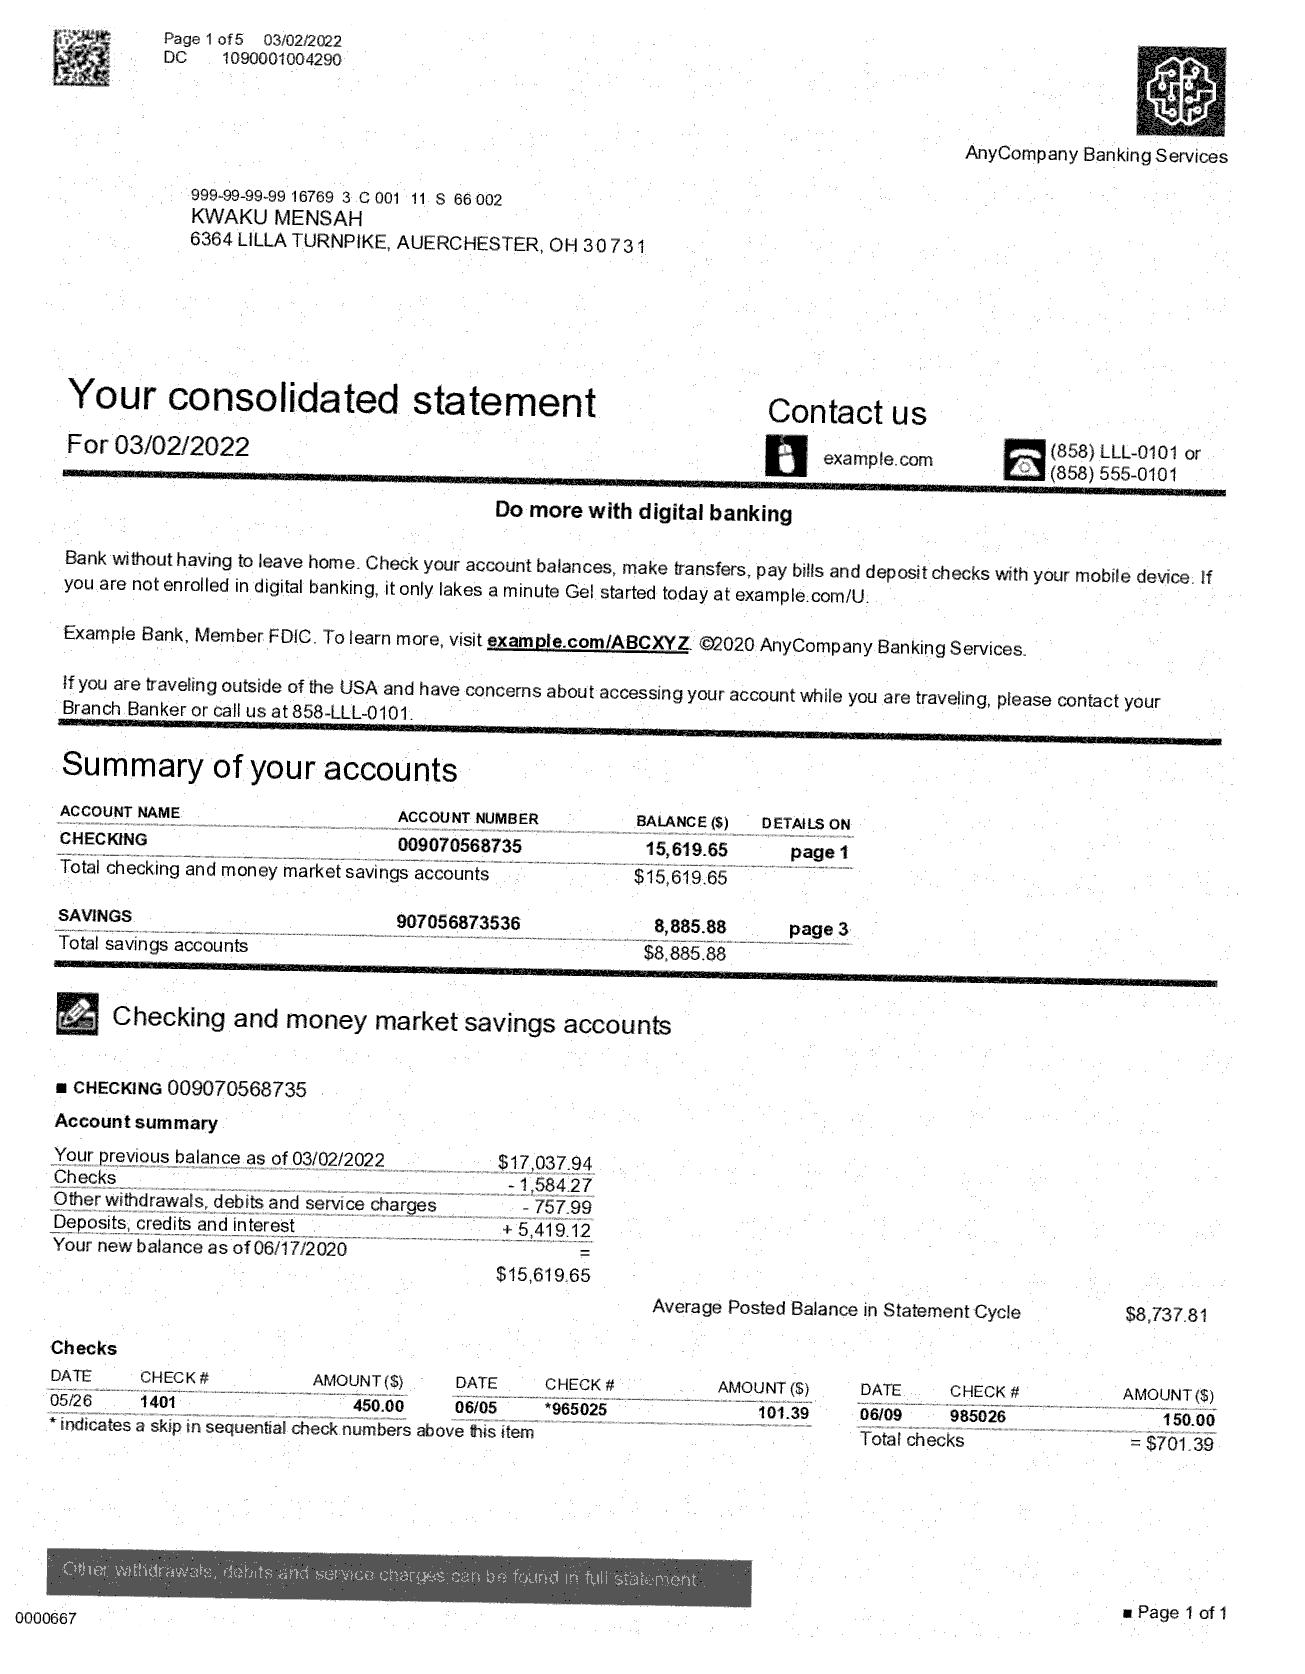 Page 1 of 5 03/02/2022
DC 1090001004290
AnyCompany Banking Services
999-99-99-99 16769 3 C 001 11 S 66 002
KWAKU MENSAH
6364 LILLA TURNPIKE, AUERCHESTER, OH 30731
Your consolidated statement
For 03/02/2022
Contact us
example.com
(858) LLL-0101 or
(858) 555-0101
Do more with digital banking
Bank without having to leave home. Check your account balances, make transfers, pay bills and deposit checks with your mobile device. If
you are not enrolled in digital banking, it only lakes a minute Gel started today at example.com/U.
Example Bank, Member FDIC. To learn more, visit example.com/ABCXYZ. ©2020 AnyCompany Banking Services.
If you are traveling outside of the USA and have concerns about accessing your account while you are traveling, please contact your
Branch Banker or call us at 858-LLL-0101.
Summary of your accounts
ACCOUNT NAME ACCOUNT NUMBER BALANCE ($) DETAILS ON
CHECKING 009070568735 15,619.65 page 1
Total checking and money market savings accounts $15,619.65
SAVINGS 907056873536 8,885.88 page 3
Total savings accounts $8,885.88
Checking and money market savings accounts
■ CHECKING 009070568735
Account summary
Your previous balance as of 03/02/2022 $17,037.94
Checks - 1,584.27
Other withdrawals, debits and service charges - 757.99
Deposits, credits and interest + 5,419.12
Your new balance as of 06/17/2020 =
$15,619.65
Average Posted Balance in Statement Cycle $8,737.81
Checks
DATE CHECK # AMOUNT ($) DATE CHECK # AMOUNT ($) DATE CHECK # AMOUNT ($)
05/26 1401 450.00 06/05 *965025 101.39 06/09 985026 150.00
* indicates a skip in sequential check numbers above this item
Total checks = $701.39
Other withdrawals, debits and service charges can be found in full statement
0000667
■ Page 1 of 1